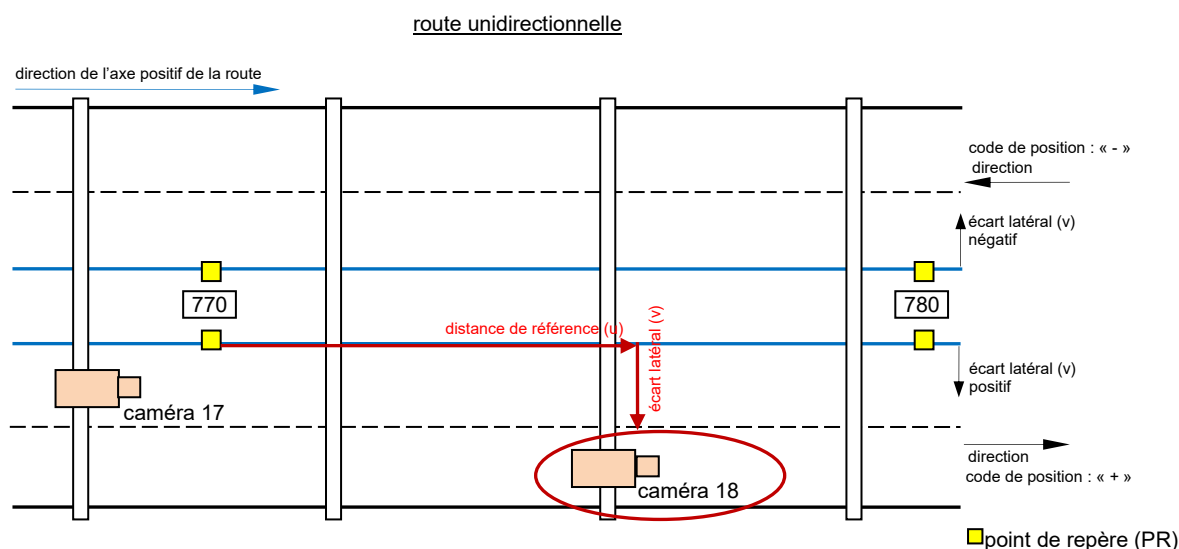 route unidirectionnelle
direction de l'axe positif de la route
code de position : « - »
direction
écart latéral (v)
négatif
770
780
distance de référence (u)
écart latéral (v)
écart latéral (v)
positif
caméra 17
direction
code de position : « + »
caméra 18
point de repère (PR)